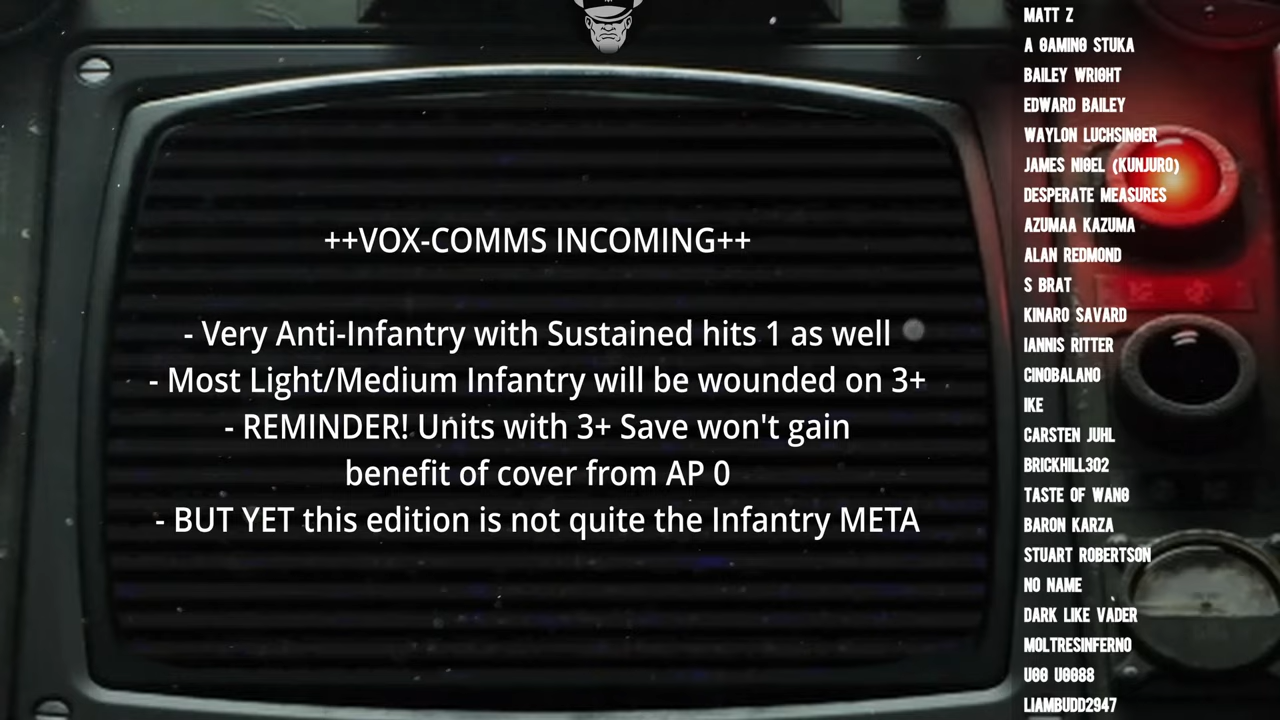 ++VOX-COMMS INCOMING++
- Very Anti-Infantry with Sustained hits 1 as well
- Most Light/Medium Infantry will be wounded on 3+
- REMINDER! Units with 3+ Save won't gain
benefit of cover from AP 0
- BUT YET this edition is not quite the Infantry META
MATT Z
A GAMING STUKA
BAILEY WRIGHT
EDWARD BAILEY
WAYLON LUCHSINGER
JAMES NIGEL (KUNJURO)
DESPERATE MEASURES
AZUMAA KAZUMA
ALAN REDMOND
S BRAT
KINARO SAVARD
IANNIS RITTER
CINOBALANO
IKE
CARSTEN JUHL
BRICKHILL302
TASTE OF WANG
BARON KARZA
STUART ROBERTSON
NO NAME
DARK LIKE VADER
MOLTRESINFERNO
LIAMBUDD2947